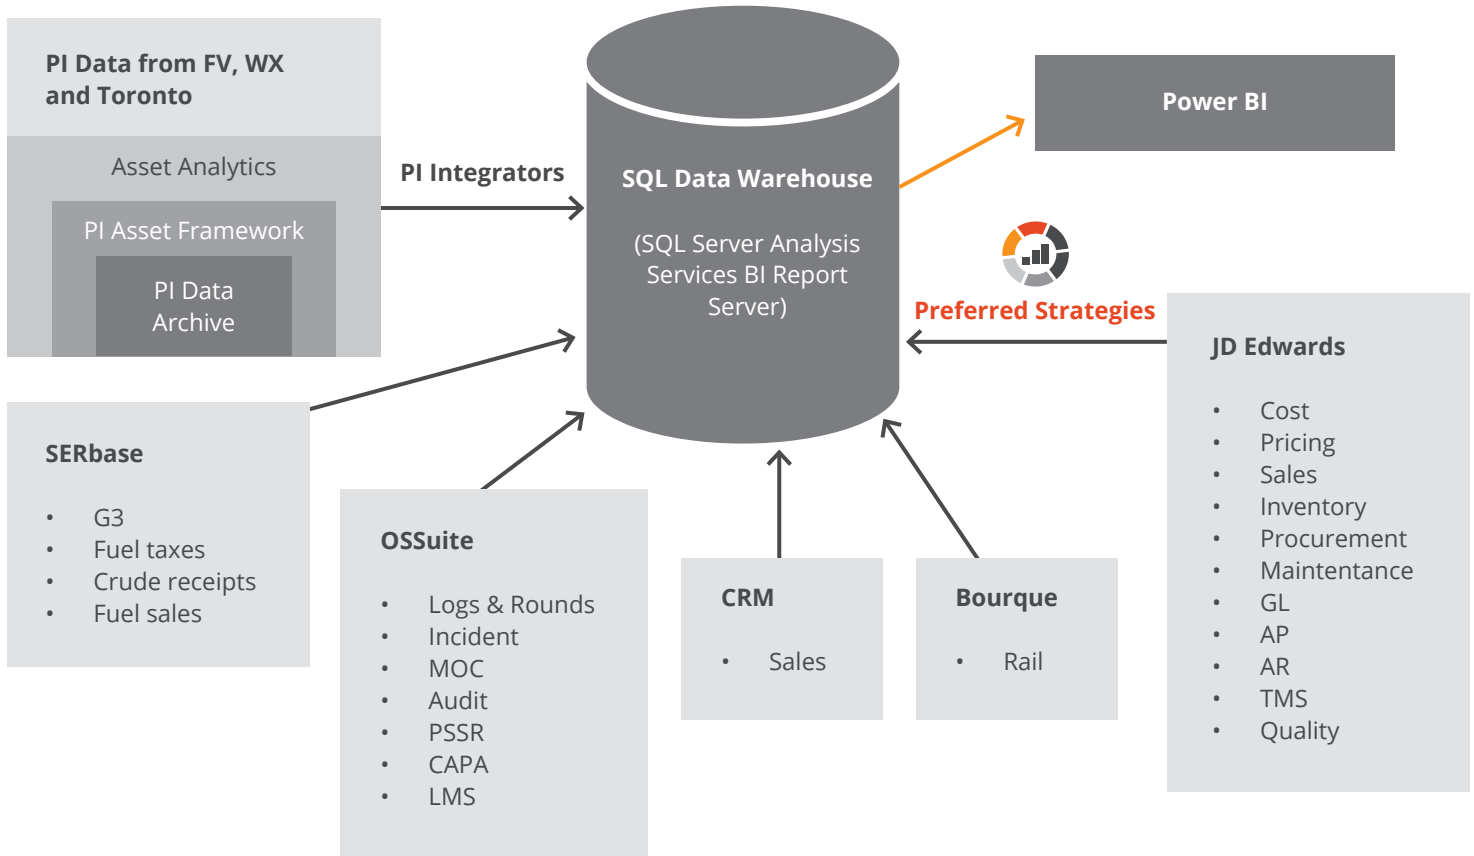 PI Data from FV, WX
and Toronto
Asset Analytics
PI Asset Framework
PI Data
Archive
PI Integrators
SQL Data Warehouse
(SQL Server Analysis
Services BI Report
Server)
Power BI
Preferred Strategies
JD Edwards
• Cost
• Pricing
• Sales
• Inventory
• Procurement
• Maintentance
• GL
• AP
• AR
• TMS
• Quality
SERbase
• G3
• Fuel taxes
• Crude receipts
• Fuel sales
OSSuite
• Logs & Rounds
• Incident
• MOC
• Audit
• PSSR
• CAPA
• LMS
CRM
• Sales
Bourque
• Rail